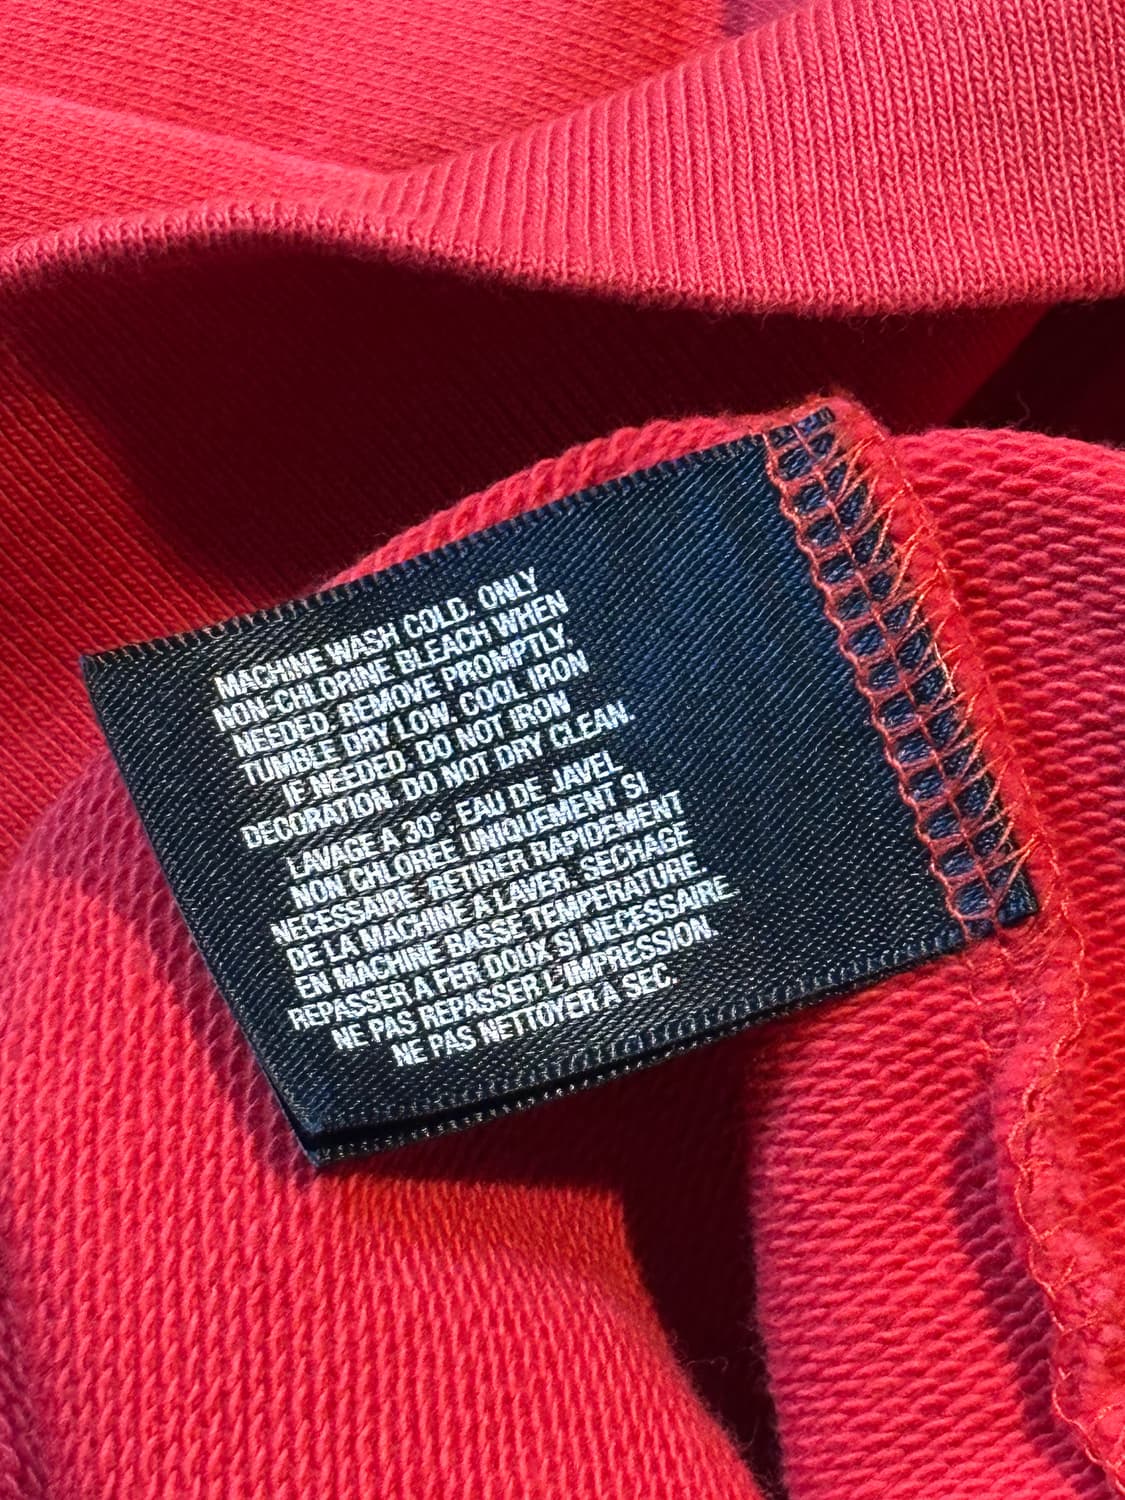 MACHINE WASH COLD. ONLY
NON-CHLORINE BLEACH WHEN
NEEDED. REMOVE PROMPTLY.
TUMBLE DRY LOW. COOL IRON
IF NEEDED. DO NOT IRON
DECORATION. DO NOT DRY CLEAN.
LAVAGE A 30°. EAU DE JAVEL
NON CHLOREE UNIQUEMENT SI
NECESSAIRE. RETIRER RAPIDEMENT
DE LA MACHINE A LAVER. SECHAGE
EN MACHINE BASSE TEMPERATURE.
REPASSER A FER DOUX SI NECESSAIRE.
NE PAS REPASSER L'IMPRESSION.
NE PAS NETTOYER À SEC.